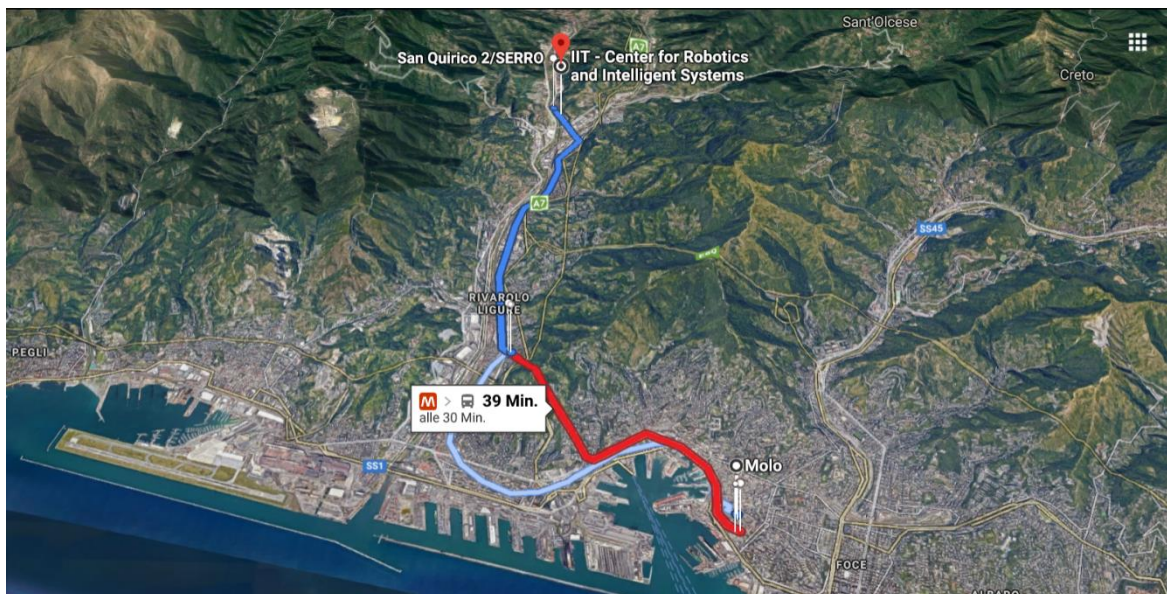 Sant'Olcese
A7
San Quirico 2/SERRO
IIT - Center for Robotics
and Intelligent Systems
Creto
A7
SS45
RIVAROLO
LIGURE
PEGLI
M > 39 Min.
alle 30 Min.
SS1
Molo
FOCE
ALBARO